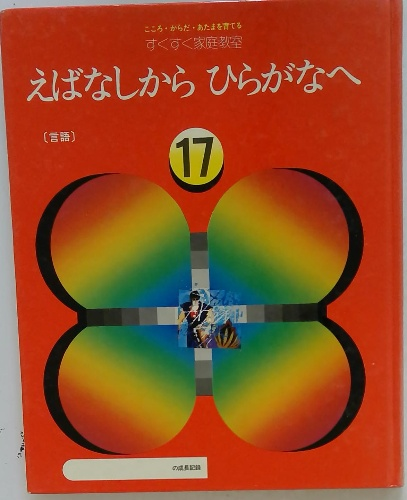 こころ・からだ・あたまを育てる
すくすく家庭教室
えばなしから ひらがなへ
〔言語〕
17
の成長記録